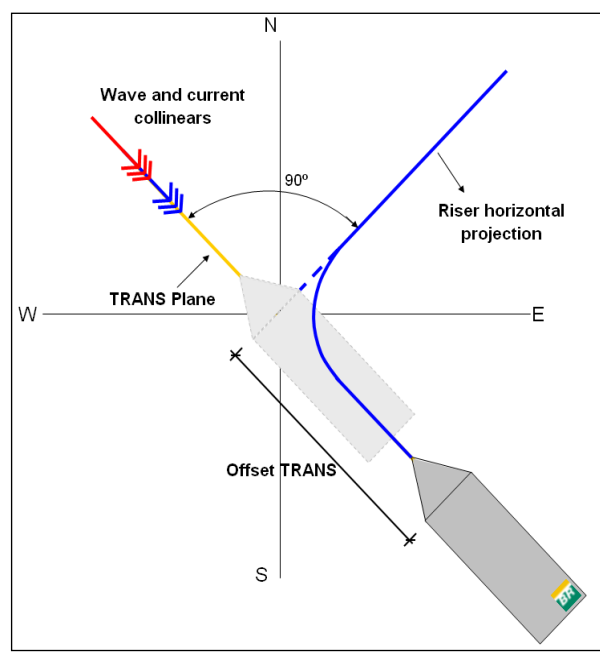 N
Wave and current
collinears
90º
Riser horizontal
projection
TRANS Plane
W
E
Offset TRANS
S
BR